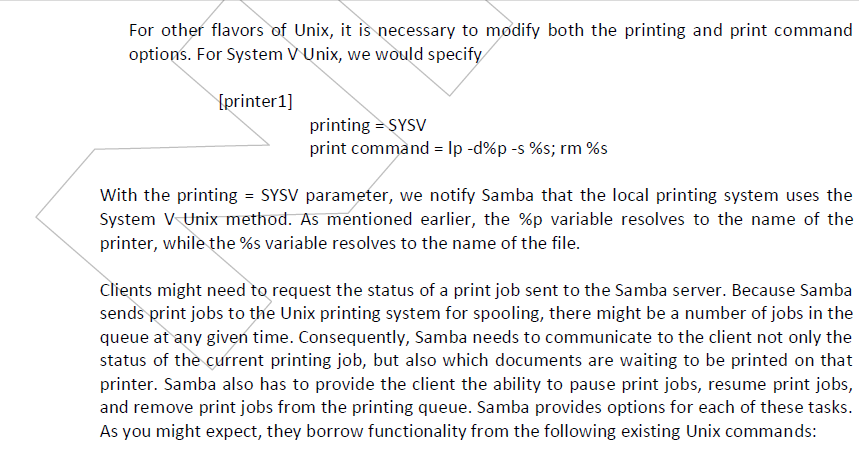 For other flavors of Unix, it is necessary to modify both the printing and print command
options. For System V Unix, we would specify
[printer1]
printing = SYSV
print command = lp -d%p -s %s; rm %s
With the printing = SYSV parameter, we notify Samba that the local printing system uses the
System V Unix method. As mentioned earlier, the %p variable resolves to the name of the
printer, while the %s variable resolves to the name of the file.
Clients might need to request the status of a print job sent to the Samba server. Because Samba
sends print jobs to the Unix printing system for spooling, there might be a number of jobs in the
queue at any given time. Consequently, Samba needs to communicate to the client not only the
status of the current printing job, but also which documents are waiting to be printed on that
printer. Samba also has to provide the client the ability to pause print jobs, resume print jobs,
and remove print jobs from the printing queue. Samba provides options for each of these tasks.
As you might expect, they borrow functionality from the following existing Unix commands: